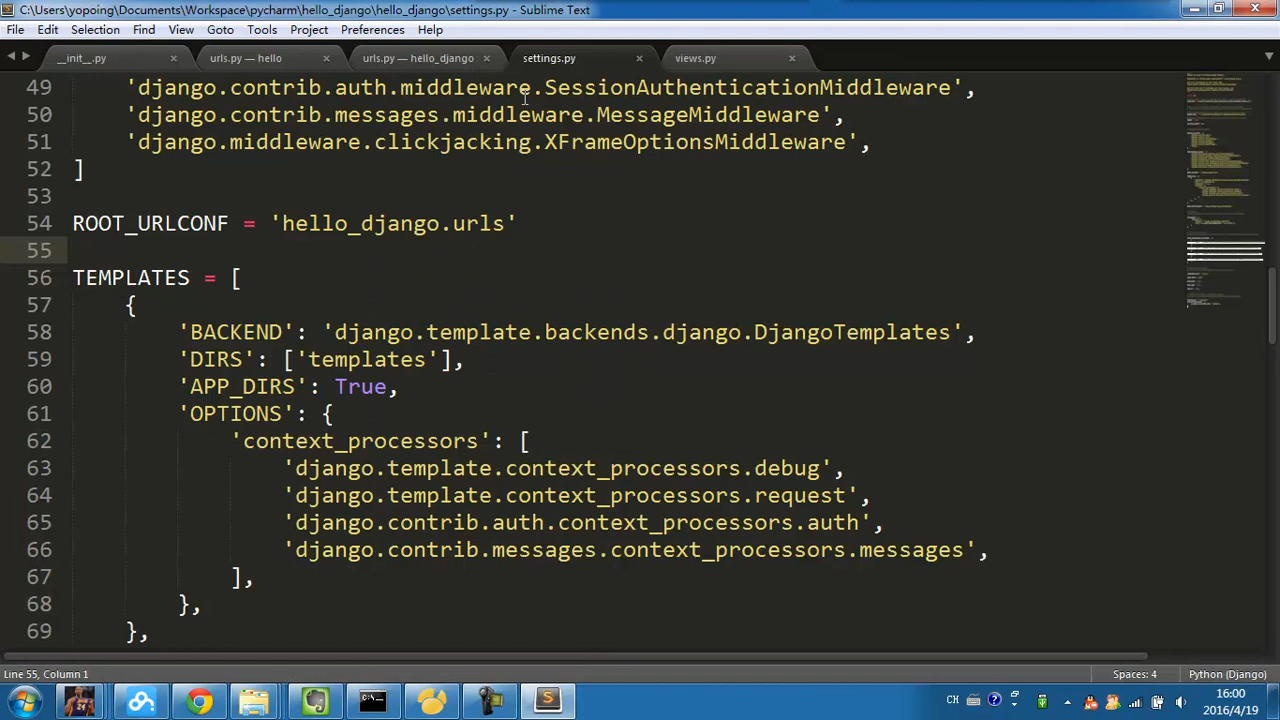 C:\Users\yopoing\Documents\Workspace\pycharm\hello_django\hello_django\settings.py - Sublime Text
File Edit Selection Find View Goto Tools Project Preferences Help
__init__.py urls.py — hello urls.py — hello_django settings.py views.py
49 'django.contrib.auth.middleware.SessionAuthenticationMiddleware',
50 'django.contrib.messages.middleware.MessageMiddleware',
51 'django.middleware.clickjacking.XFrameOptionsMiddleware',
52 ]
53
54 ROOT_URLCONF = 'hello_django.urls'
55
56 TEMPLATES = [
57 {
58 'BACKEND': 'django.template.backends.django.DjangoTemplates',
59 'DIRS': ['templates'],
60 'APP_DIRS': True,
61 'OPTIONS': {
62 'context_processors': [
63 'django.template.context_processors.debug',
64 'django.template.context_processors.request',
65 'django.contrib.auth.context_processors.auth',
66 'django.contrib.messages.context_processors.messages',
67 ],
68 },
69 },
Line 55, Column 1 Spaces: 4 Python (Django)
CH 16:00
2016/4/19